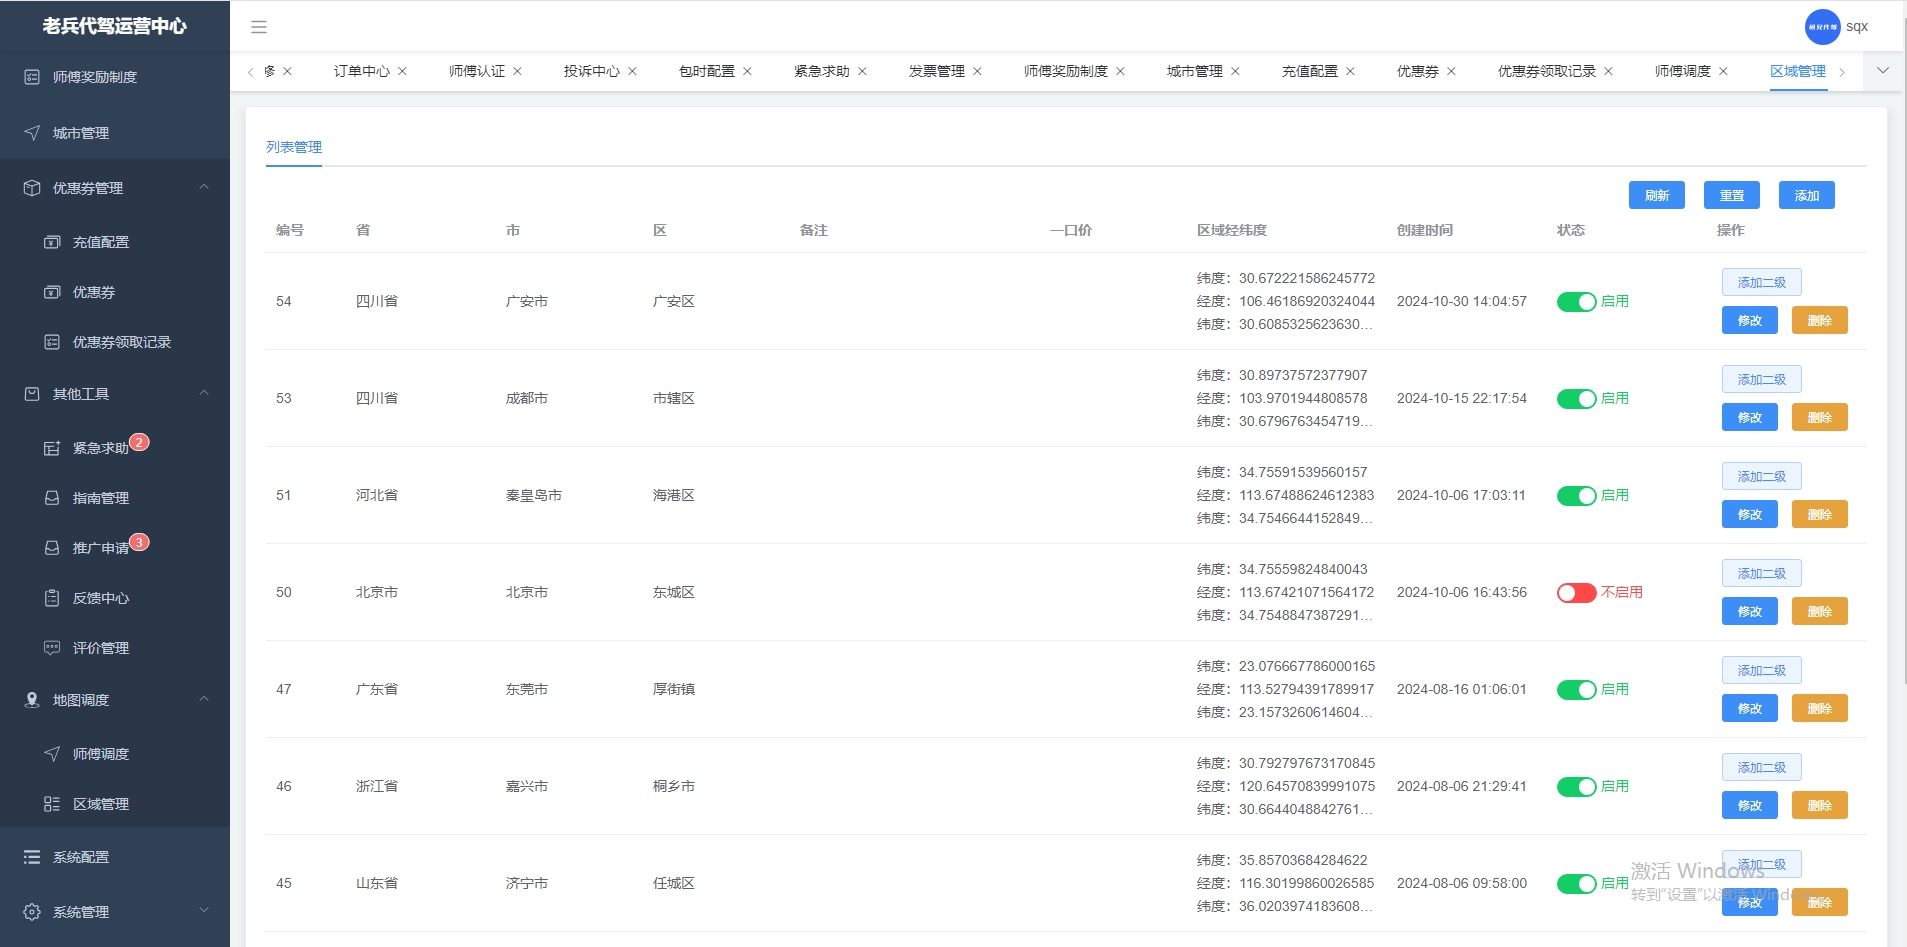 老兵代驾运营中心
sqx
订单中心 师傅认证 投诉中心 包时配置 紧急求助 发票管理 师傅奖励制度 城市管理 充值配置 优惠券 优惠券领取记录 师傅调度 区域管理
师傅奖励制度
城市管理
优惠券管理
充值配置
优惠券
优惠券领取记录
其他工具
紧急求助 2
指南管理
推广申请 3
反馈中心
评价管理
地图调度
师傅调度
区域管理
系统配置
系统管理
列表管理
刷新 重置 添加
编号 省 市 区 备注 一口价 区域经纬度 创建时间 状态 操作
纬度：30.672221586245772 添加二级
54 四川省 广安市 广安区 经度：106.46186920324044 2024-10-30 14:04:57 启用
纬度：30.6085325623630... 修改 删除
纬度：30.89737572377907 添加二级
53 四川省 成都市 市辖区 经度：103.9701944808578 2024-10-15 22:17:54 启用
纬度：30.6796763454719... 修改 删除
纬度：34.75591539560157 添加二级
51 河北省 秦皇岛市 海港区 经度：113.67488624612383 2024-10-06 17:03:11 启用
纬度：34.7546644152849... 修改 删除
纬度：34.75559824840043 添加二级
50 北京市 北京市 东城区 经度：113.67421071564172 2024-10-06 16:43:56 不启用
纬度：34.7548847387291... 修改 删除
纬度：23.076667786000165 添加二级
47 广东省 东莞市 厚街镇 经度：113.52794391789917 2024-08-16 01:06:01 启用
纬度：23.1573260614604... 修改 删除
纬度：30.792797673170845 添加二级
46 浙江省 嘉兴市 桐乡市 经度：120.64570839991075 2024-08-06 21:29:41 启用
纬度：30.6644048842761... 修改 删除
纬度：35.85703684284622 添加二级
45 山东省 济宁市 任城区 经度：116.30199860026585 2024-08-06 09:58:00 启用
纬度：36.0203974183608... 修改 删除
激活 Windows
转到"设置"以激活 Windows